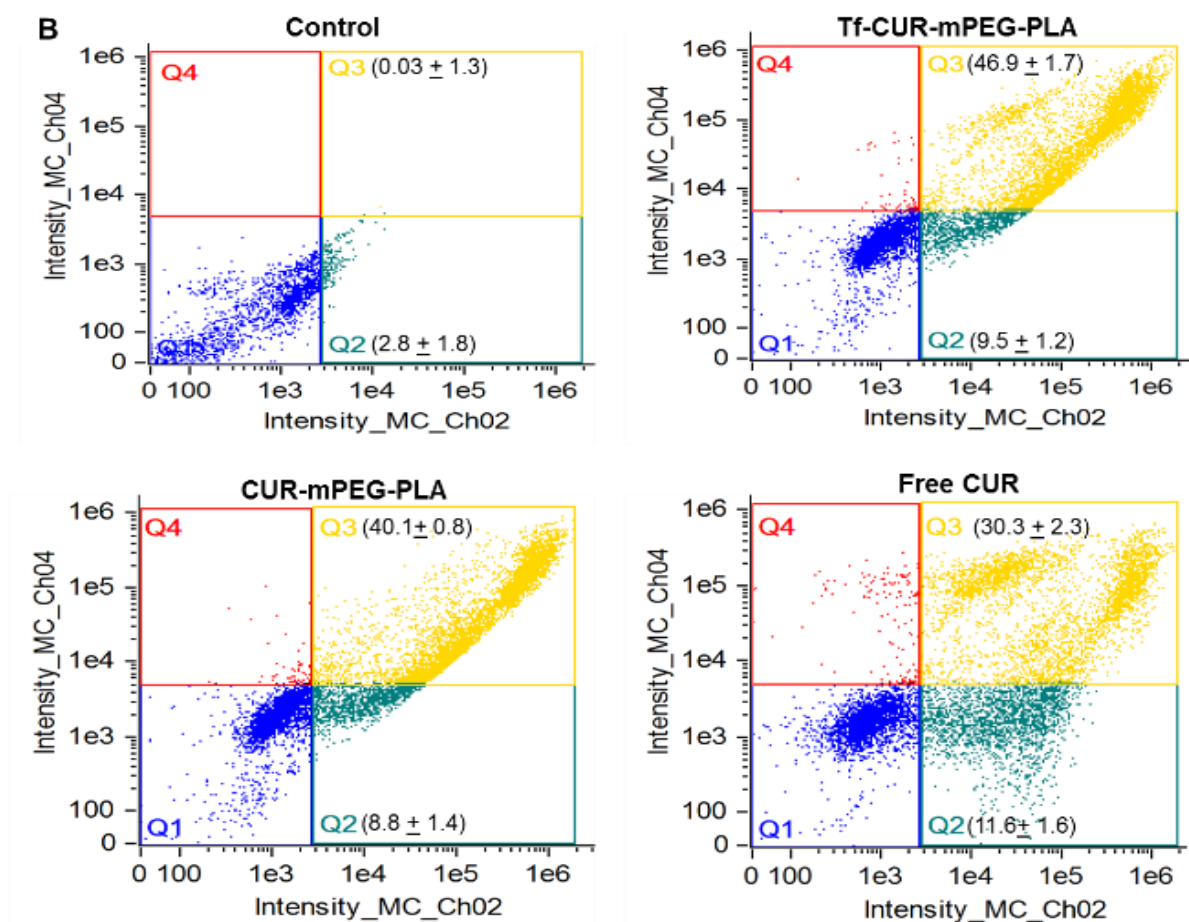 B
Control
1e6
1e5
1e4
1e3
100
0
Intensity_MC_Ch04
Q4
Q3 (0.03 ± 1.3)
Q1
Q2 (2.8 ± 1.8)
0 100 1e3 1e4 1e5 1e6
Intensity_MC_Ch02
Tf-CUR-mPEG-PLA
1e6
1e5
1e4
1e3
100
0
Intensity_MC_Ch04
Q4
Q3 (46.9 ± 1.7)
Q1
Q2 (9.5 ± 1.2)
0 100 1e3 1e4 1e5 1e6
Intensity_MC_Ch02
CUR-mPEG-PLA
1e6
1e5
1e4
1e3
100
0
Intensity_MC_Ch04
Q4
Q3 (40.1± 0.8)
Q1
Q2 (8.8 ± 1.4)
0 100 1e3 1e4 1e5 1e6
Intensity_MC_Ch02
Free CUR
1e6
1e5
1e4
1e3
100
0
Intensity_MC_Ch04
Q4
Q3 (30.3 ± 2.3)
Q1
Q2 (11.6± 1.6)
0 100 1e3 1e4 1e5 1e6
Intensity_MC_Ch02